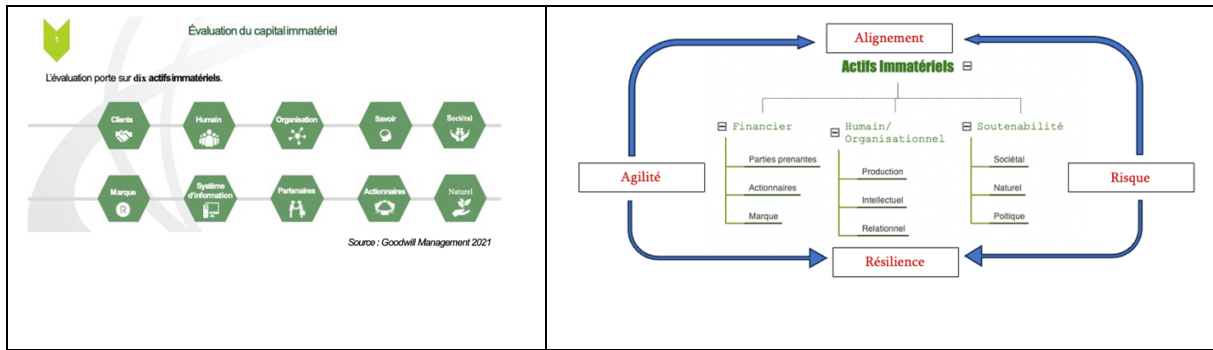 1
Évaluation du capital immatériel
L'évaluation porte sur dix actifs immatériels.
Clients
Humain
Organisation
Savoir
Sociétal
Marque
Système
d'information
Partenaires
Actionnaires
Naturel
R
Source : Goodwill Management 2021
Alignement
Actifs Immatériels
Financier
Parties prenantes
Actionnaires
Marque
Humain/
Organisationnel
Production
Intellectuel
Relationnel
Soutenabilité
Sociétal
Naturel
Poitique
Agilité
Risque
Résilience